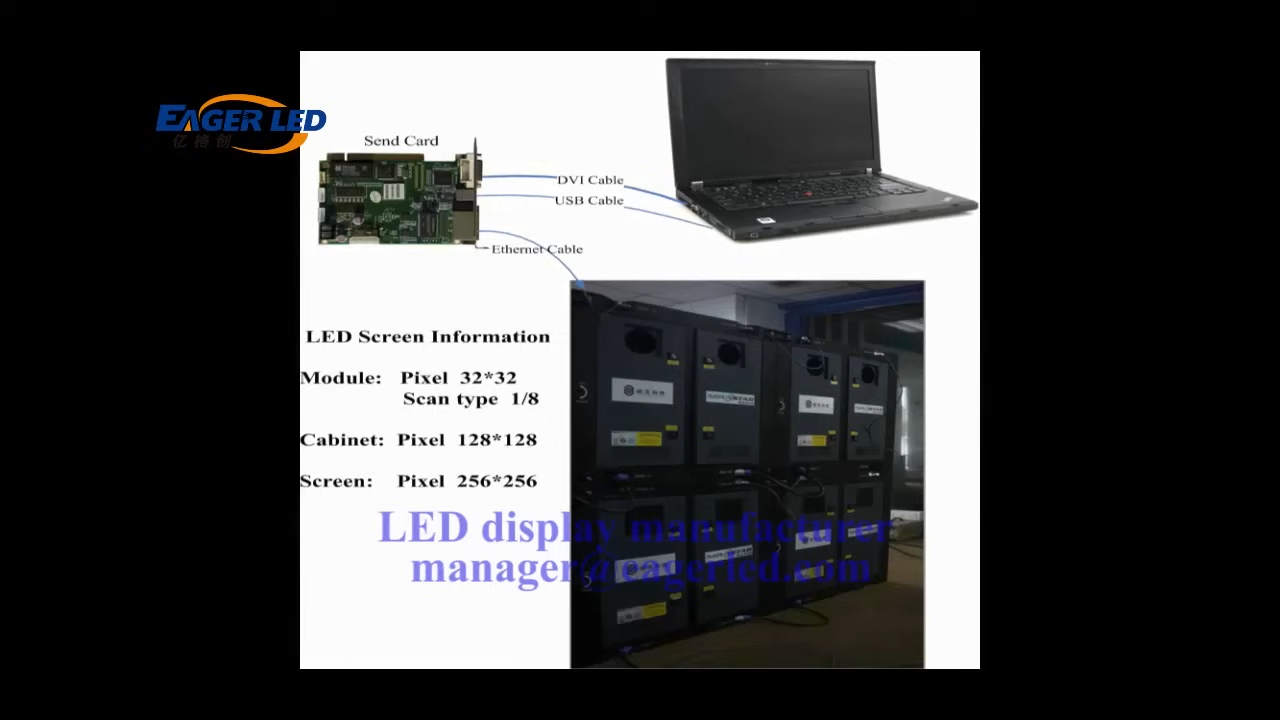 EAGER LED
亿格创
Send Card
DVI Cable
USB Cable
Ethernet Cable
LED Screen Information
Module: Pixel 32*32
Scan type 1/8
Cabinet: Pixel 128*128
Screen: Pixel 256*256
LED display manufacturer
manager@eagerled.com